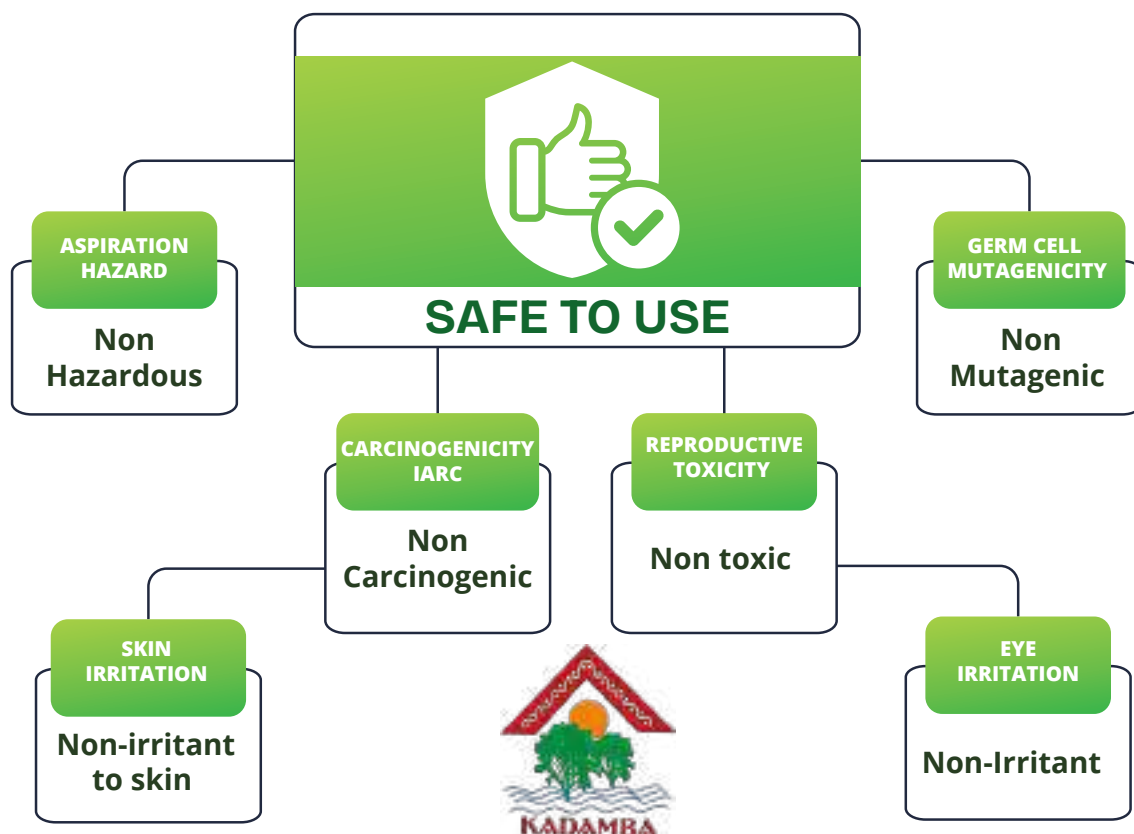 SAFE TO USE
ASPIRATION
HAZARD
Non
Hazardous
GERM CELL
MUTAGENICITY
Non
Mutagenic
CARCINOGENICITY
IARC
Non
Carcinogenic
REPRODUCTIVE
TOXICITY
Non toxic
SKIN
IRRITATION
Non-irritant
to skin
EYE
IRRITATION
Non-Irritant
KADAMBA